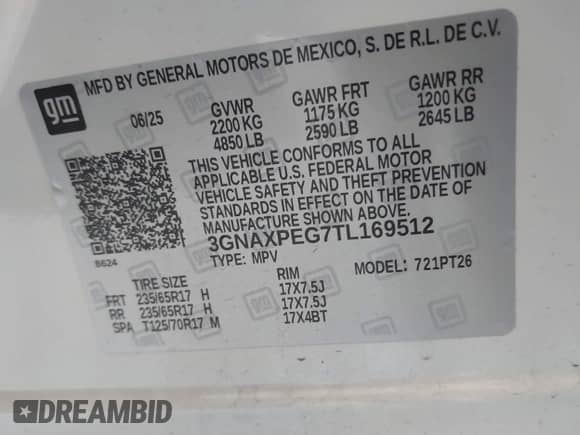 MFD BY GENERAL MOTORS DE MEXICO, S. DE R.L. DE C.V.
gm
06/25 GVWR GAWR FRT GAWR RR
2200 KG 1175 KG 1200 KG
4850 LB 2590 LB 2645 LB
THIS VEHICLE CONFORMS TO ALL
APPLICABLE U.S. FEDERAL MOTOR
VEHICLE SAFETY AND THEFT PREVENTION
STANDARDS IN EFFECT ON THE DATE OF
MANUFACTURE SHOWN ABOVE.
3GNAXPEG7TL169512
B624
TYPE: MPV MODEL: 721PT26
TIRE SIZE RIM
FRT 235/65R17 H 17X7.5J
RR 235/65R17 H 17X7.5J
SPA T125/70R17 M 17X4BT
DREAMBID